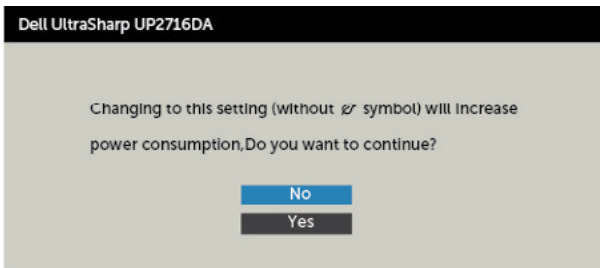 Dell UltraSharp UP2716DA
Changing to this setting (without symbol) will increase
power consumption,Do you want to continue?
No
Yes